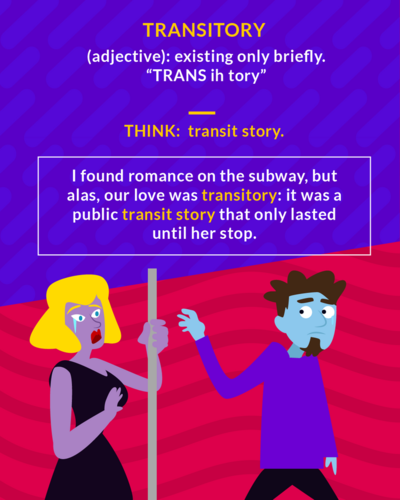 TRANSITORY
(adjective): existing only briefly.
“TRANS ih tory”
THINK: transit story.
I found romance on the subway, but
alas, our love was transitory: it was a
public transit story that only lasted
until her stop.